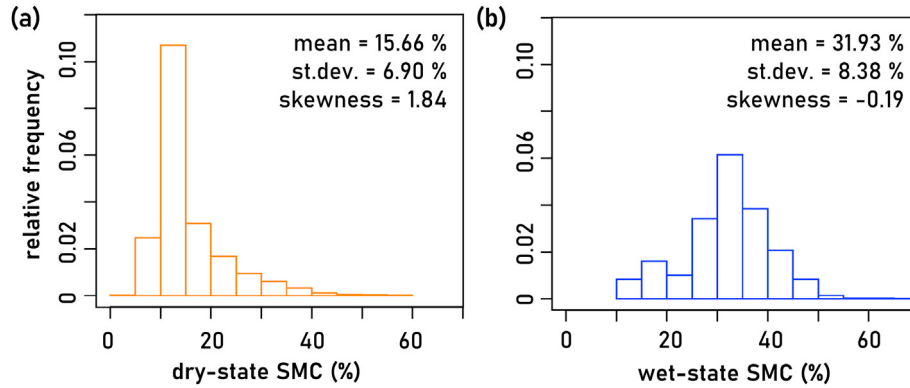 (a)
mean = 15.66 %
st.dev. = 6.90 %
skewness = 1.84
relative frequency
0.10
0.06
0.02
0
0 20 40 60
dry-state SMC (%)
(b)
mean = 31.93 %
st.dev. = 8.38 %
skewness = -0.19
0.10
0.06
0.02
0
0 20 40 60
wet-state SMC (%)